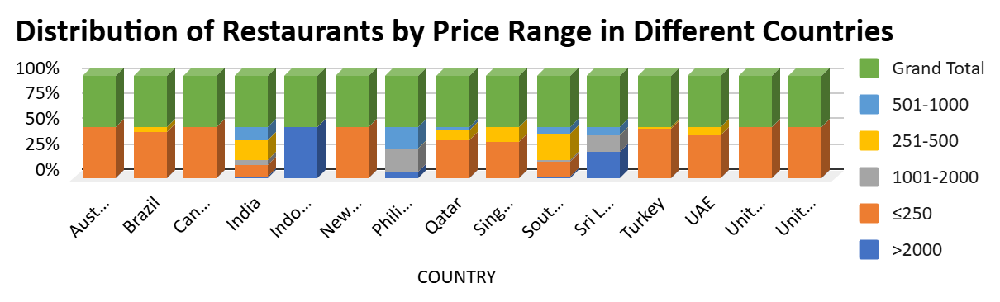 Distribution of Restaurants by Price Range in Different Countries
100%
75%
50%
25%
0%
Aust...
Brazil
Can...
India
Indo...
New...
Phili...
Qatar
Sing...
Sout...
Sri L...
Turkey
UAE
Unit...
Unit...
COUNTRY
Grand Total
501-1000
251-500
1001-2000
≤250
>2000